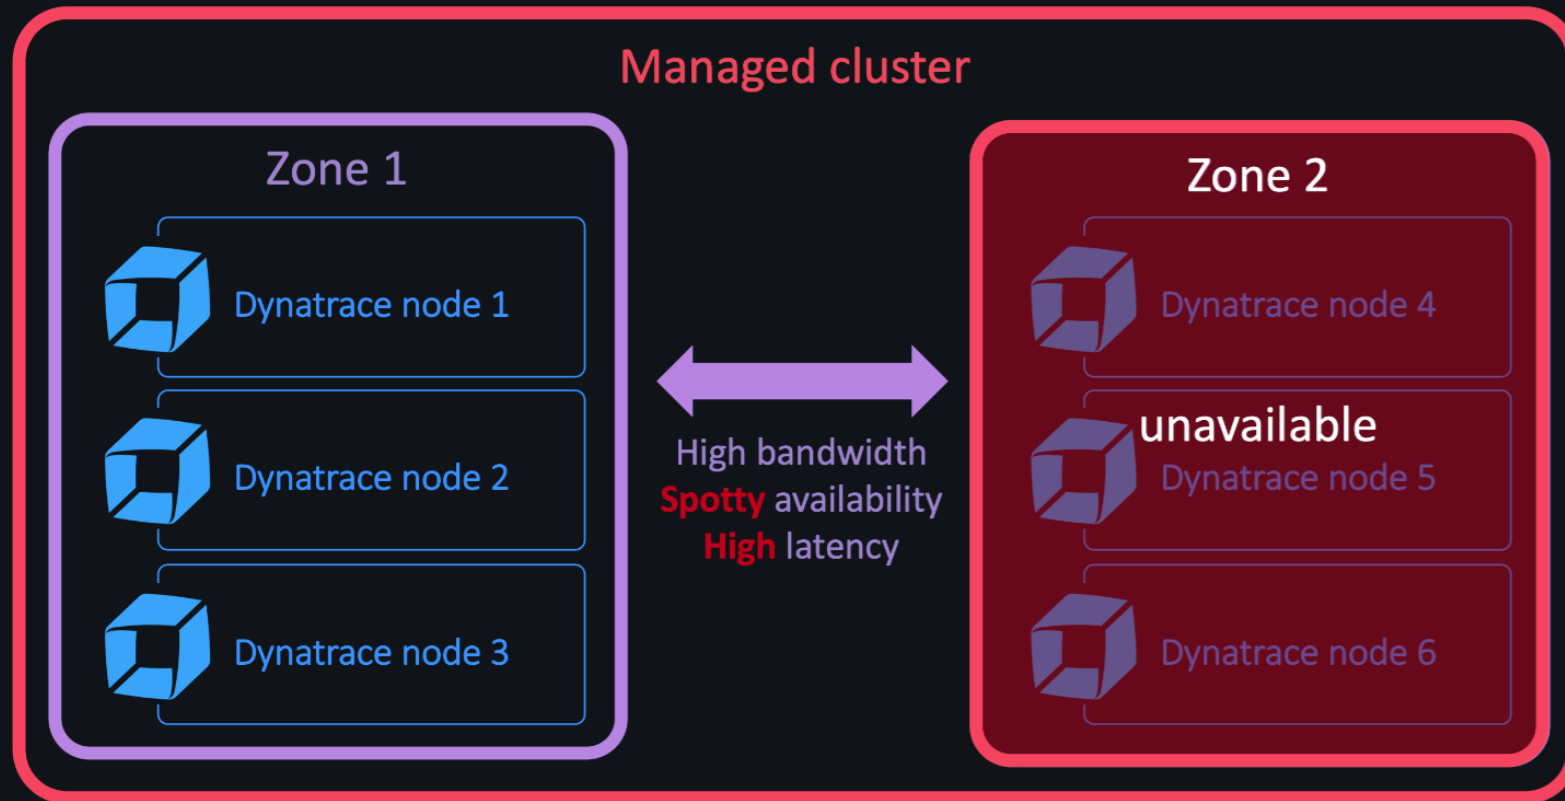 Managed cluster
Zone 1
Dynatrace node 1
Dynatrace node 2
Dynatrace node 3
High bandwidth
Spotty availability
High latency
Zone 2
Dynatrace node 4
unavailable
Dynatrace node 5
Dynatrace node 6